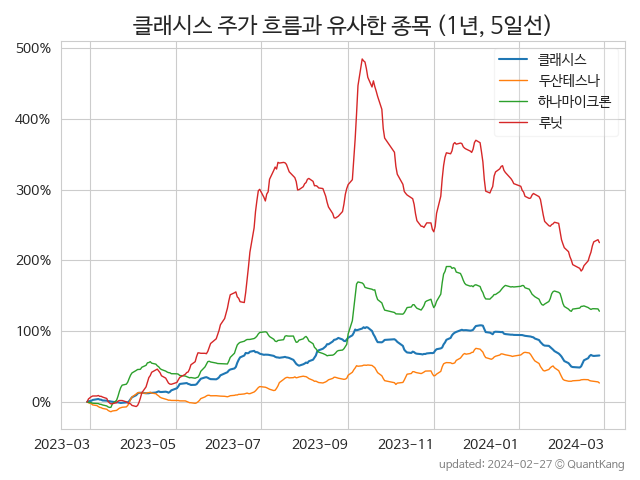 클래시스 주가 흐름과 유사한 종목 (1년, 5일선)
500%
400%
300%
200%
100%
0%
클래시스
두산테스나
하나마이크론
루닛
2023-03 2023-05 2023-07 2023-09 2023-11 2024-01 2024-03
updated: 2024-02-27 © QuantKang